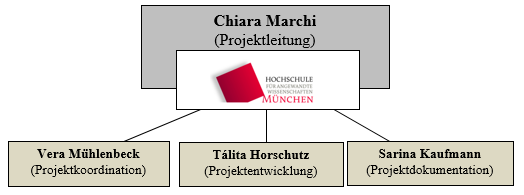 Chiara Marchi
(Projektleitung)
HOCHSCHULE
FÜR ANGEWANDTE
WISSENSCHAFTEN
MÜNCHEN
Vera Mühlenbeck
(Projektkoordination)
Tálita Horschutz
(Projektentwicklung)
Sarina Kaufmann
(Projektdokumentation)